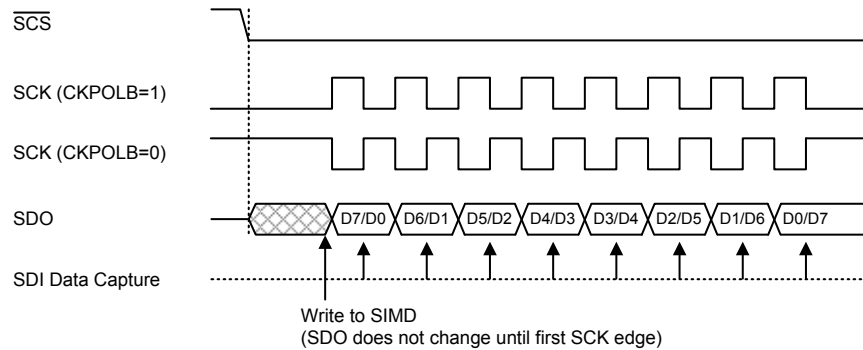 SCS
SCK (CKPOLB=1)
SCK (CKPOLB=0)
SDO
D7/D0 D6/D1 D5/D2 D4/D3 D3/D4 D2/D5 D1/D6 D0/D7
SDI Data Capture
Write to SIMD
(SDO does not change until first SCK edge)